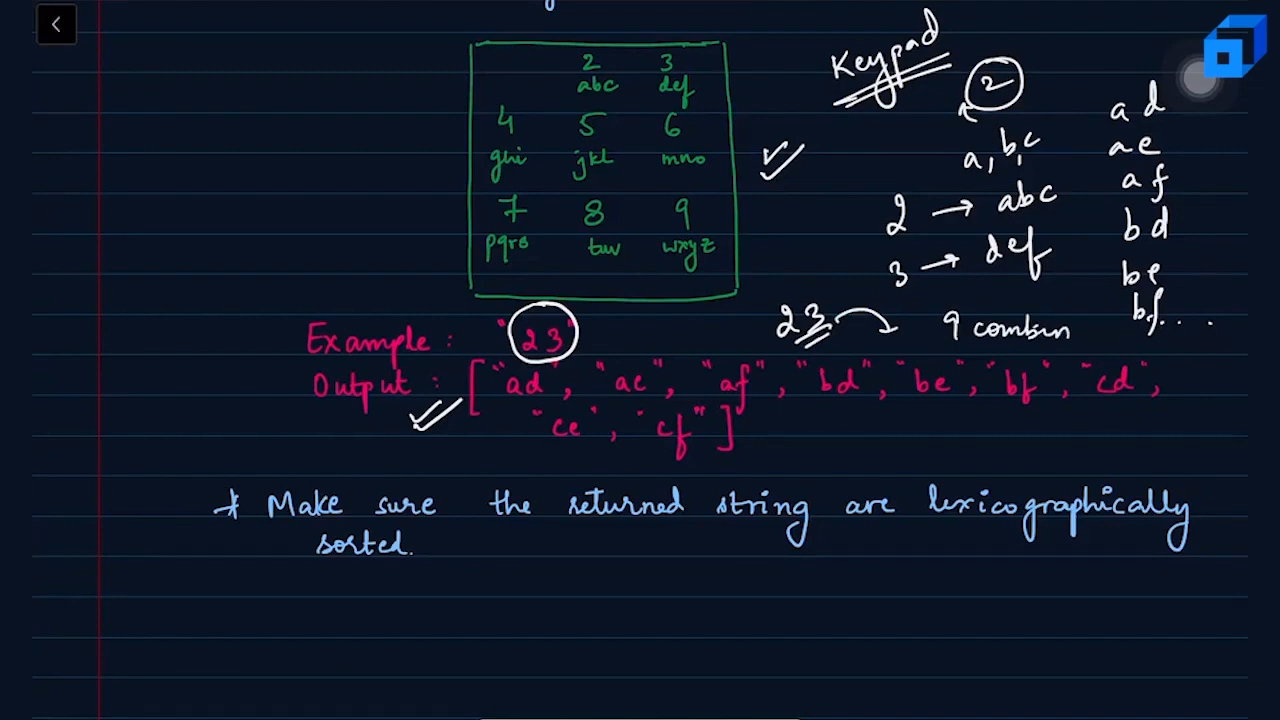 2 3
abc def
4 5 6
ghi jkl mno
7 8 9
pqrs tuv wxyz
Keypad
2
a, b, c
2 → abc
3 → def
23 → 9 combin
ad
ae
af
bd
be
bf....
Example : "23"
Output : ["ad", "ae", "af", "bd", "be", "bf", "cd",
"ce", "cf"]
* Make sure the returned string are lexicographically
sorted.